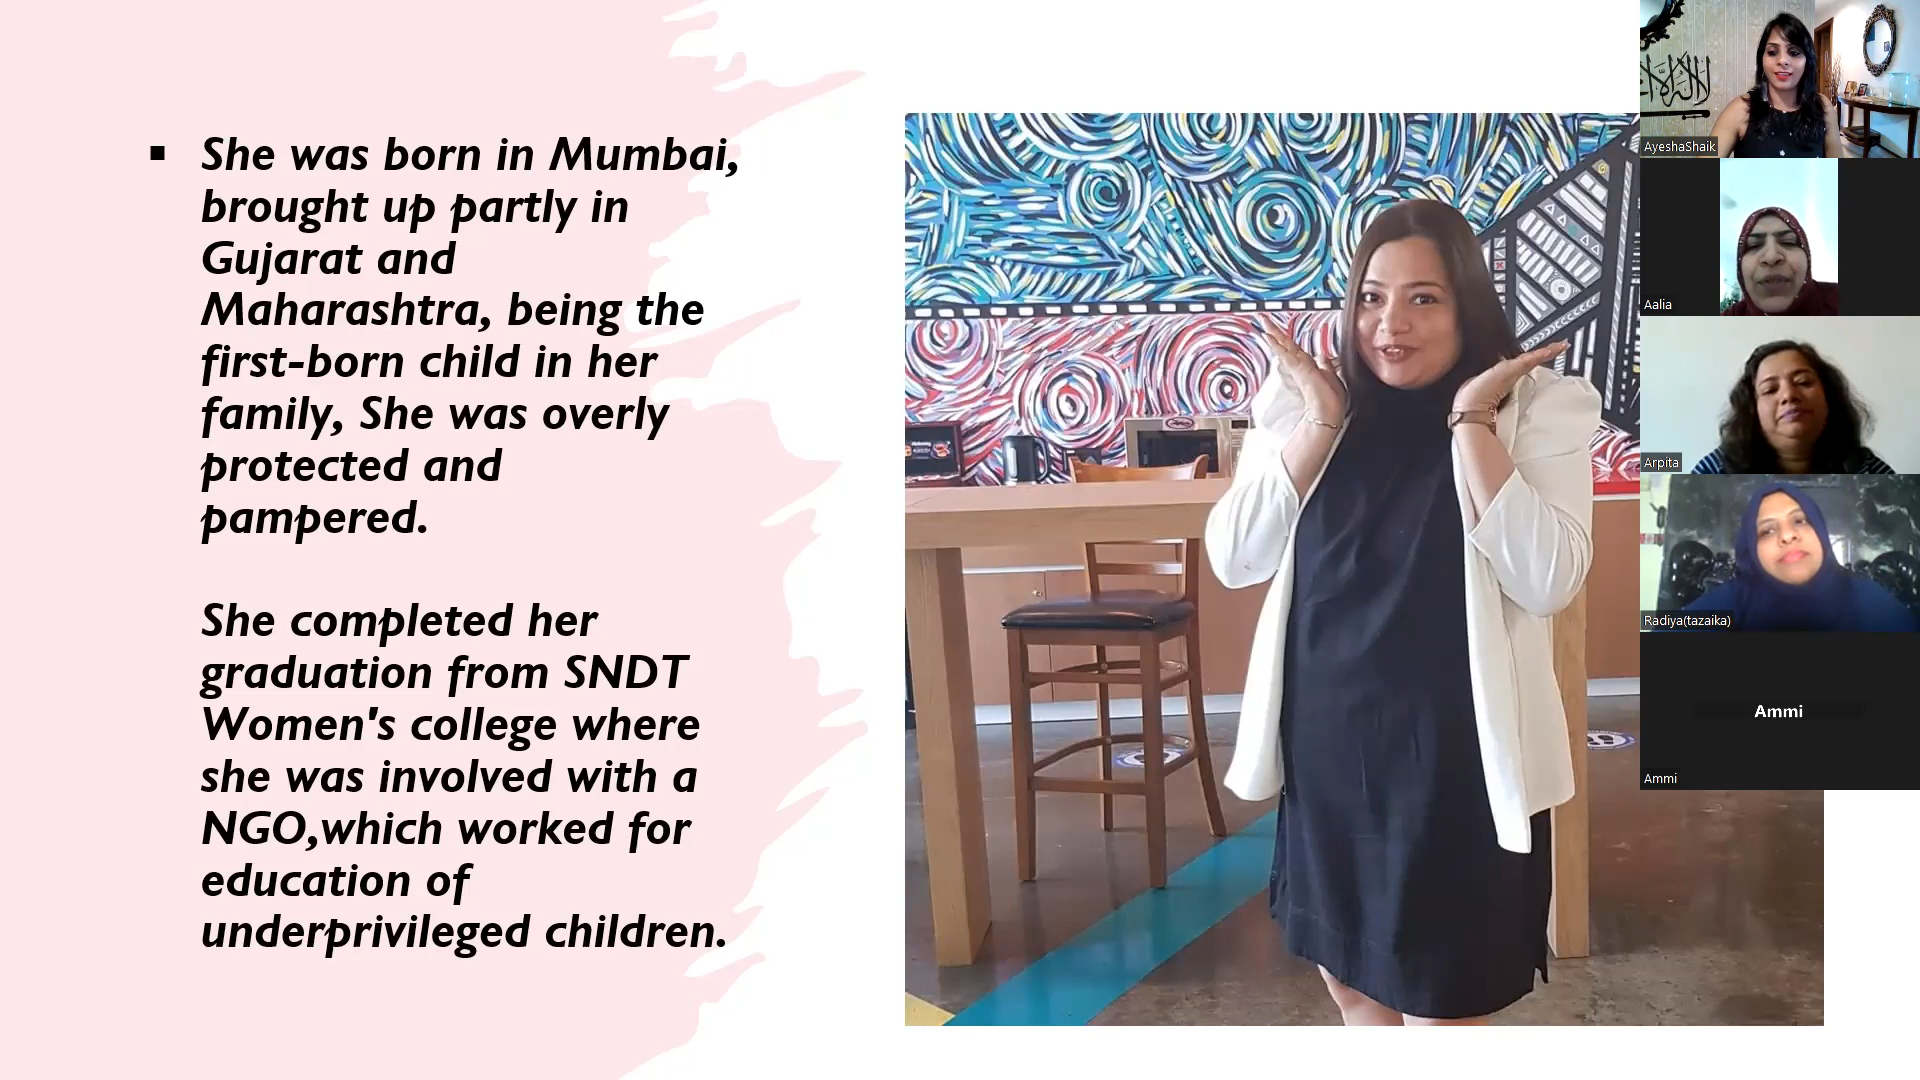 ▪ She was born in Mumbai,
brought up partly in
Gujarat and
Maharashtra, being the
first-born child in her
family, She was overly
protected and
pampered.
She completed her
graduation from SNDT
Women's college where
she was involved with a
NGO,which worked for
education of
underprivileged children.
AyeshaShaik
Aalia
Arpita
Radiya(tazaika)
Ammi
Ammi